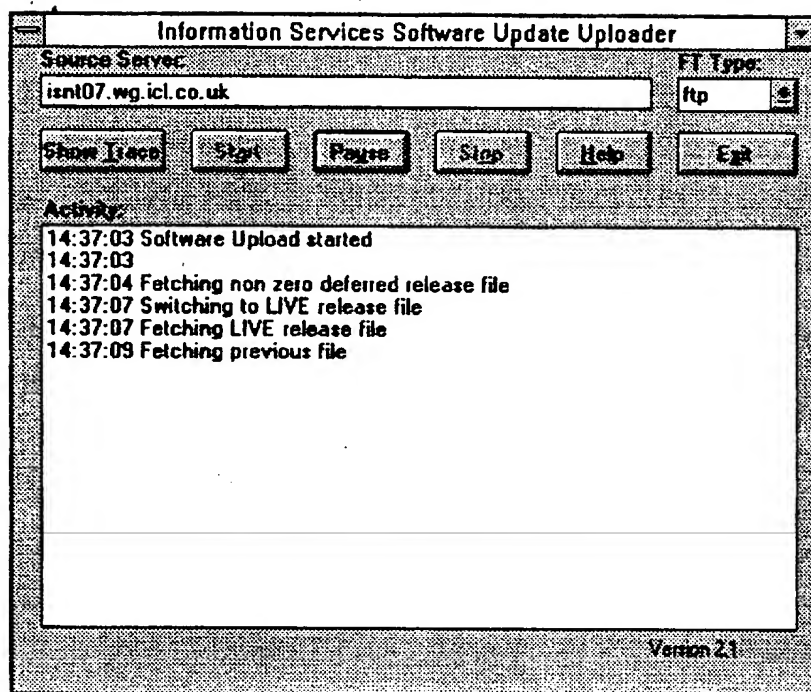 Information Services Software Update Uploader
Source Server: FT Type:
isnt07.wg.icl.co.uk ftp
Show Trace Start Pause Stop Help Exit
Activity:
14:37:03 Software Upload started
14:37:03
14:37:04 Fetching non zero deferred release file
14:37:07 Switching to LIVE release file
14:37:07 Fetching LIVE release file
14:37:09 Fetching previous file
Version 2.1